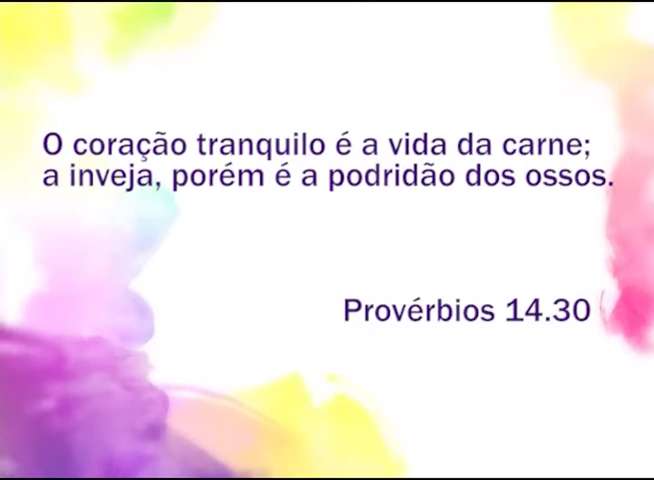 O coração tranquilo é a vida da carne;
a inveja, porém é a podridão dos ossos.
Provérbios 14.30